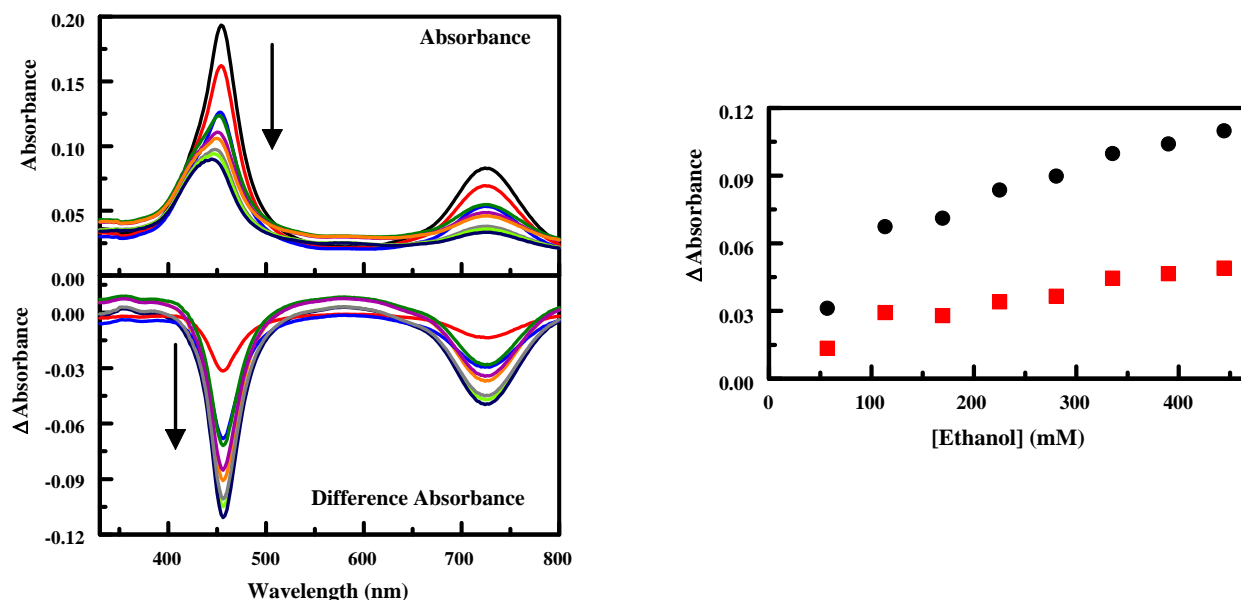 0.20
0.15
0.10
0.05
0.00
Absorbance
Absorbance
0.00
-0.03
-0.06
-0.09
-0.12
ΔAbsorbance
Difference Absorbance
400 500 600 700 800
Wavelength (nm)
0.12
0.09
0.06
0.03
0.00
ΔAbsorbance
0 100 200 300 400
[Ethanol] (mM)